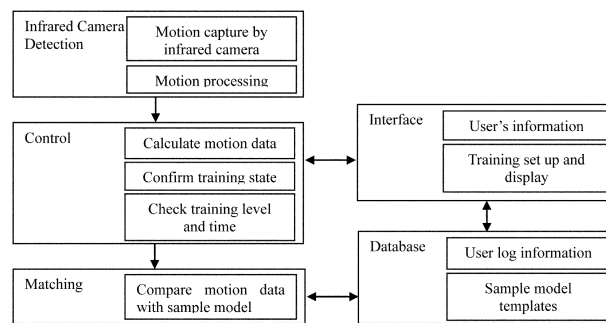 Infrared Camera
Detection
Motion capture by
infrared camera
Motion processing
Control
Calculate motion data
Confirm training state
Check training level
and time
Matching
Compare motion data
with sample model
Interface
User's information
Training set up and
display
Database
User log information
Sample model
templates